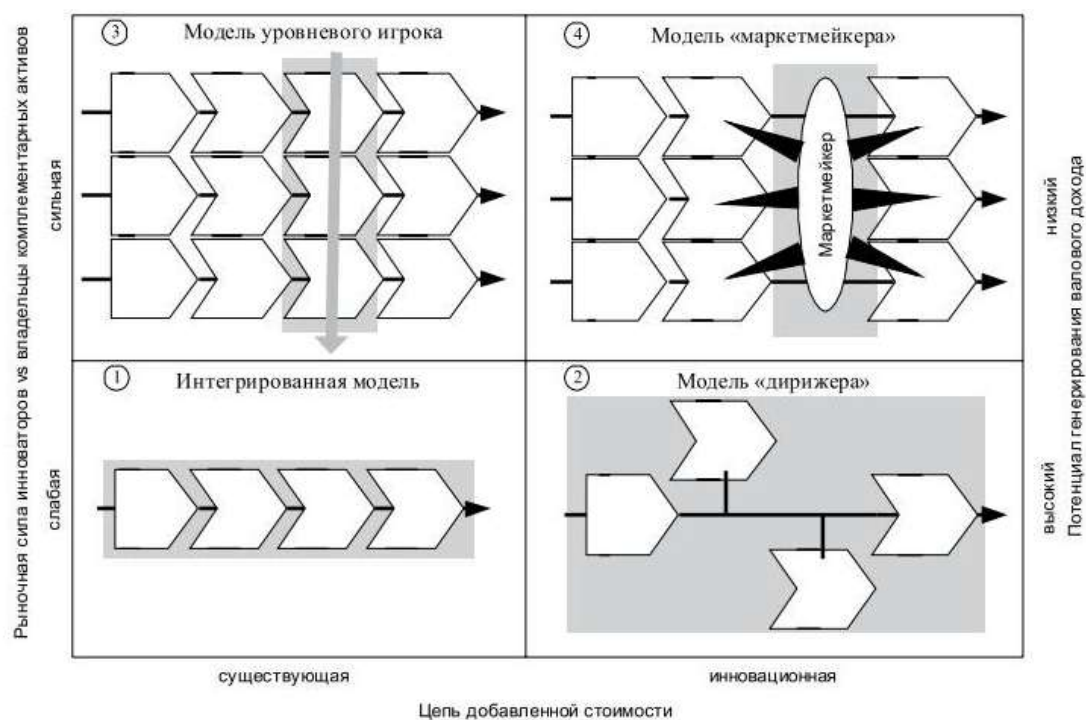 Рыночная сила инноваторов vs владельцы комплементарных активов
сильная
слабая
3
Модель уровневого игрока
4
Модель «маркетмейкера»
Маркетмейкер
1
Интегрированная модель
2
Модель «дирижера»
низкий
высокий
Потенциал генерирования валового дохода
существующая
инновационная
Цепь добавленной стоимости